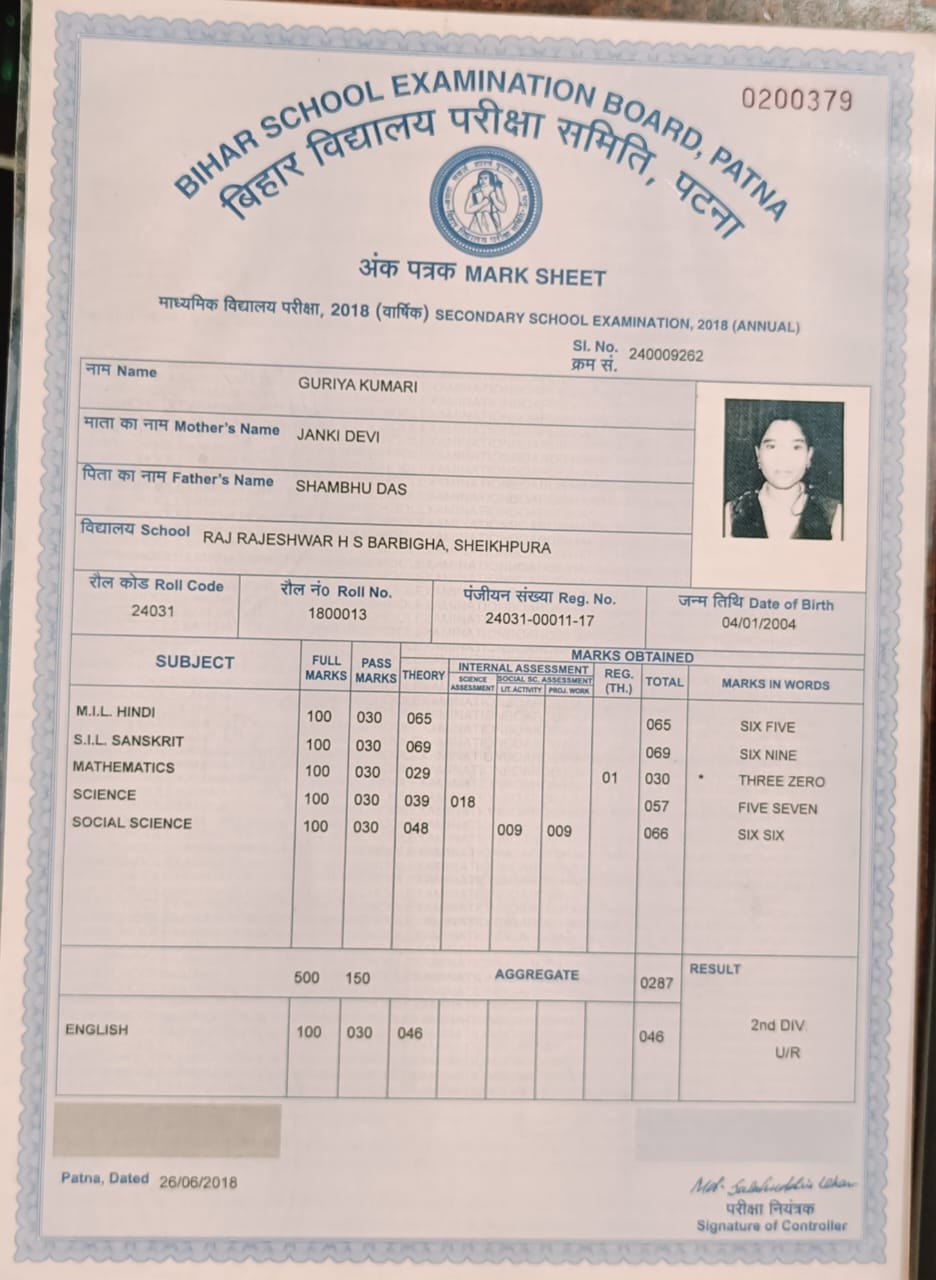 0200379
BIHAR SCHOOL EXAMINATION BOARD, PATNA
बिहार विद्यालय परीक्षा समिति, पटना
अंक पत्रक MARK SHEET
माध्यमिक विद्यालय परीक्षा, 2018 (वार्षिक) SECONDARY SCHOOL EXAMINATION, 2018 (ANNUAL)
Sl. No. 240009262
क्रम सं.
नाम Name GURIYA KUMARI
माता का नाम Mother's Name JANKI DEVI
पिता का नाम Father's Name SHAMBHU DAS
विद्यालय School RAJ RAJESHWAR H S BARBIGHA, SHEIKHPURA
रौल कोड Roll Code रौल नं० Roll No. पंजीयन संख्या Reg. No. जन्म तिथि Date of Birth
24031 1800013 24031-00011-17 04/01/2004
SUBJECT FULL MARKS PASS MARKS MARKS OBTAINED
THEORY INTERNAL ASSESSMENT REG. (TH.) TOTAL MARKS IN WORDS
SCIENCE ASSESSMENT SOCIAL SC. ASSESSMENT
LIT. ACTIVITY PROJ. WORK
M.I.L. HINDI 100 030 065 065 SIX FIVE
S.I.L. SANSKRIT 100 030 069 069 SIX NINE
MATHEMATICS 100 030 029 01 030 * THREE ZERO
SCIENCE 100 030 039 018 057 FIVE SEVEN
SOCIAL SCIENCE 100 030 048 009 009 066 SIX SIX
500 150 AGGREGATE 0287 RESULT
ENGLISH 100 030 046 046 2nd DIV.
U/R
Patna, Dated 26/06/2018
परीक्षा नियंत्रक
Signature of Controller